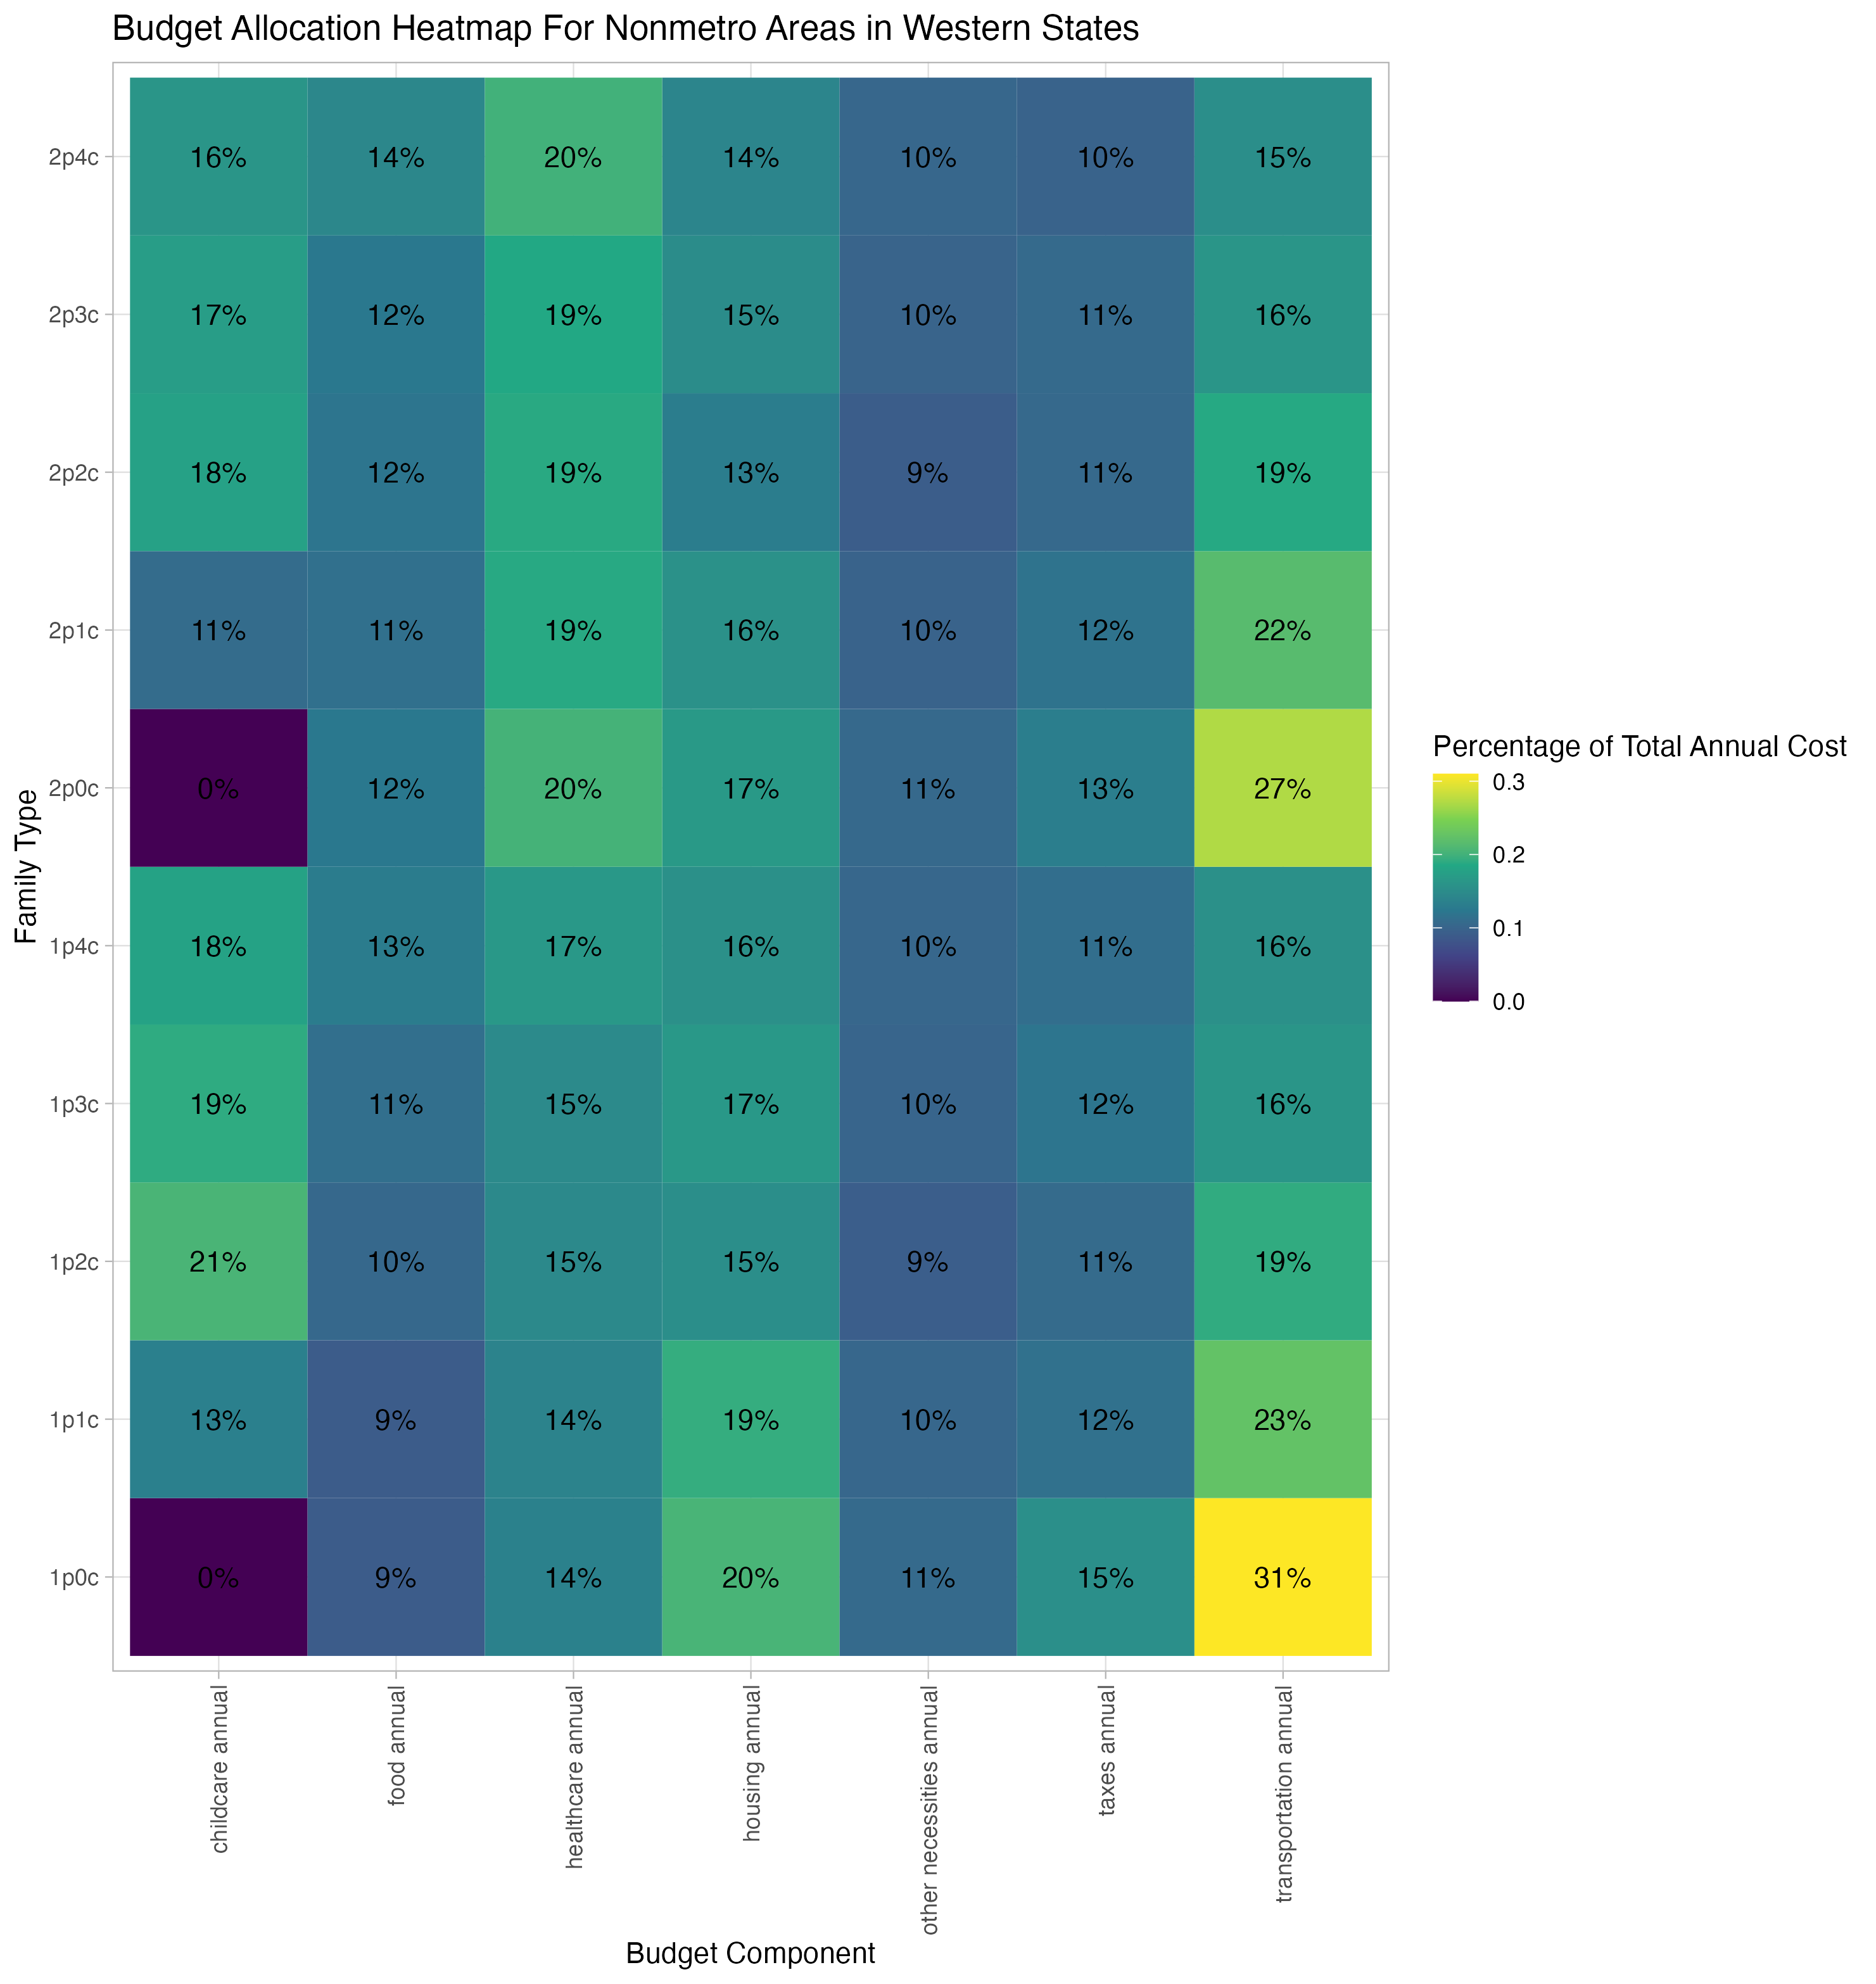 Budget Allocation Heatmap For Nonmetro Areas in Western States
Family Type
2p4c 16% 14% 20% 14% 10% 10% 15%
2p3c 17% 12% 19% 15% 10% 11% 16%
2p2c 18% 12% 19% 13% 9% 11% 19%
2p1c 11% 11% 19% 16% 10% 12% 22%
2p0c 0% 12% 20% 17% 11% 13% 27%
1p4c 18% 13% 17% 16% 10% 11% 16%
1p3c 19% 11% 15% 17% 10% 12% 16%
1p2c 21% 10% 15% 15% 9% 11% 19%
1p1c 13% 9% 14% 19% 10% 12% 23%
1p0c 0% 9% 14% 20% 11% 15% 31%
childcare annual
food annual
healthcare annual
housing annual
other necessities annual
taxes annual
transportation annual
Budget Component
Percentage of Total Annual Cost
0.3
0.2
0.1
0.0